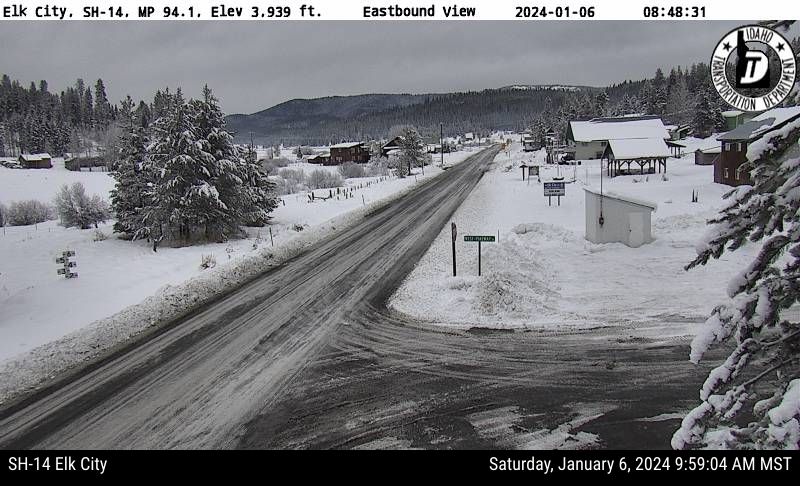 Elk City, SH-14, MP 94.1, Elev 3,939 ft. Eastbound View 2024-01-06 08:48:31
IDAHO
TRANSPORTATION DEPARTMENT
SH-14 Elk City Saturday, January 6, 2024 9:59:04 AM MST